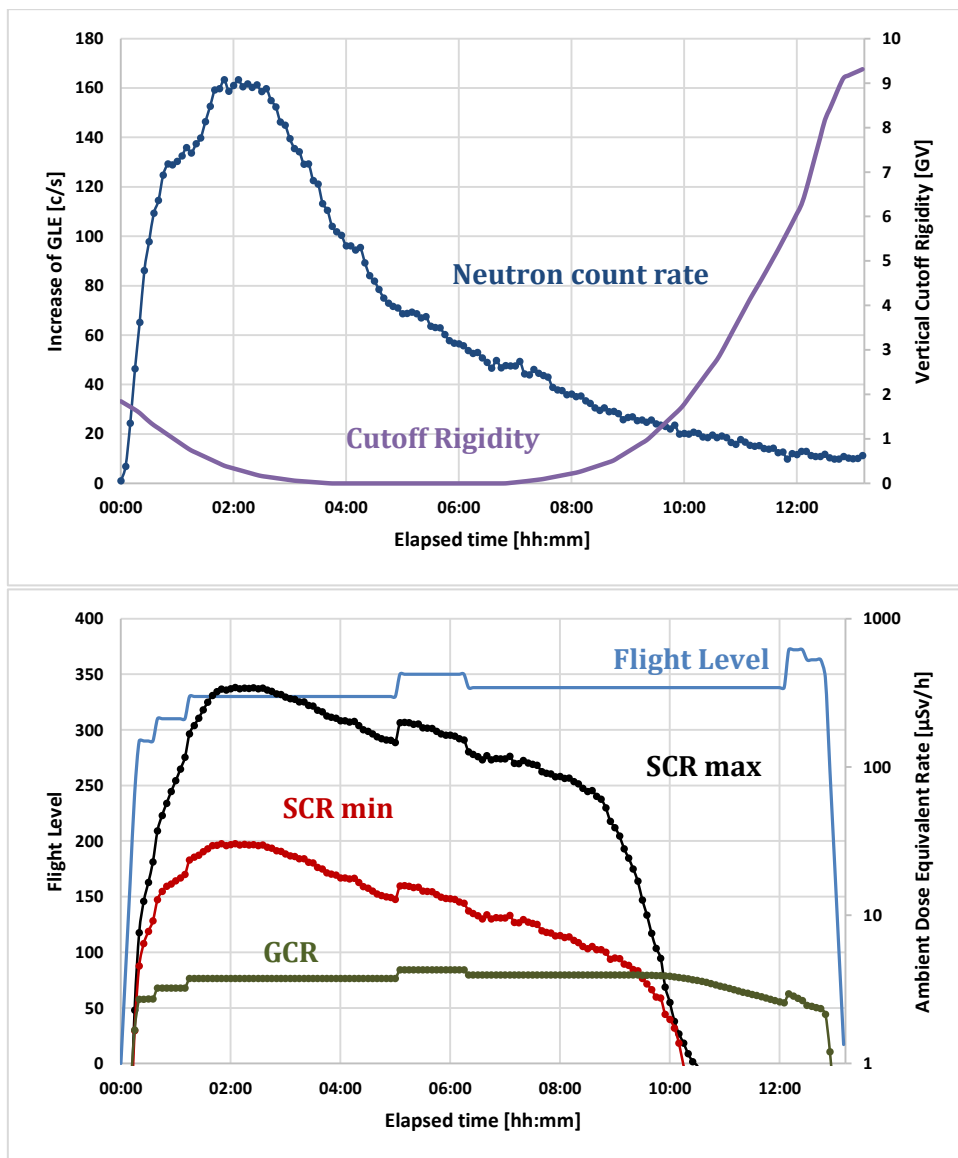 180
160
140
120
100
80
60
40
20
0
Increase of GLE [c/s]
10
9
8
7
6
5
4
3
2
1
0
Vertical Cutoff Rigidity [GV]
Neutron count rate
Cutoff Rigidity
00:00 02:00 04:00 06:00 08:00 10:00 12:00
Elapsed time [hh:mm]
400
350
300
250
200
150
100
50
0
Flight Level
1000
100
10
1
Ambient Dose Equivalent Rate [µSv/h]
Flight Level
SCR max
SCR min
GCR
00:00 02:00 04:00 06:00 08:00 10:00 12:00
Elapsed time [hh:mm]